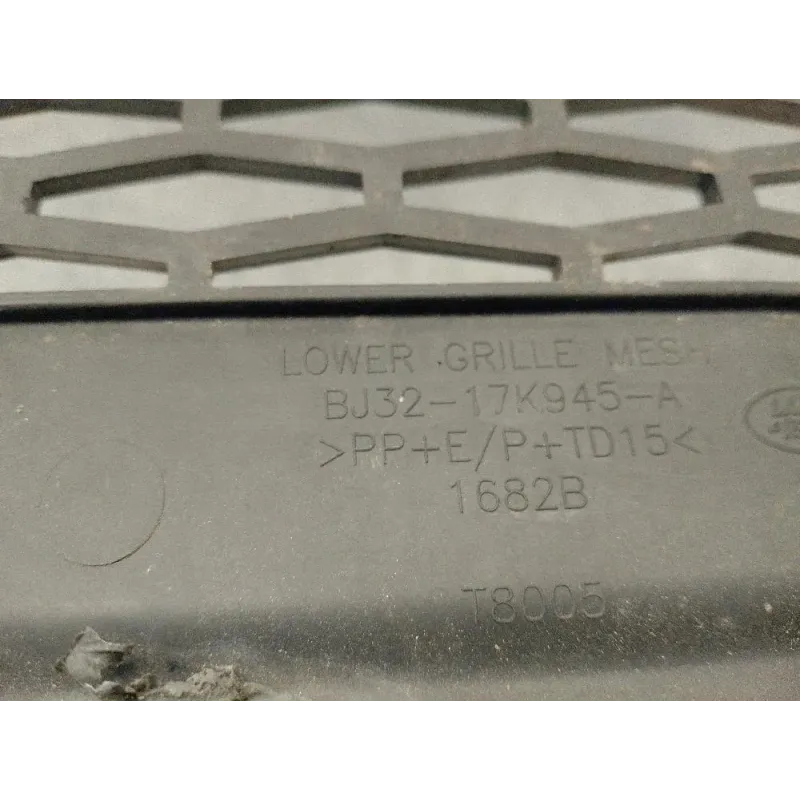 LOWER GRILLE MESH
BJ32-17K945-A
>PP+E/P+TD15<
1682B
T8005